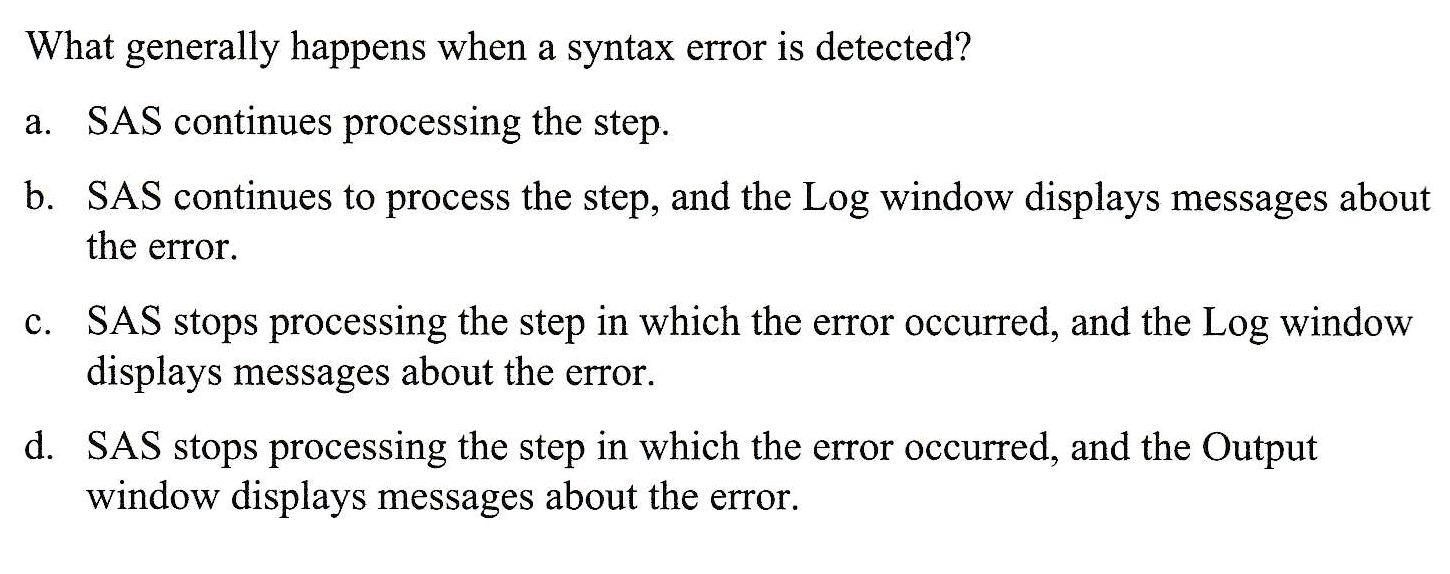 What generally happens when a syntax error is detected?
a. SAS continues processing the step.
b. SAS continues to process the step, and the Log window displays messages about
the error.
c. SAS stops processing the step in which the error occurred, and the Log window
displays messages about the error.
d. SAS stops processing the step in which the error occurred, and the Output
window displays messages about the error.